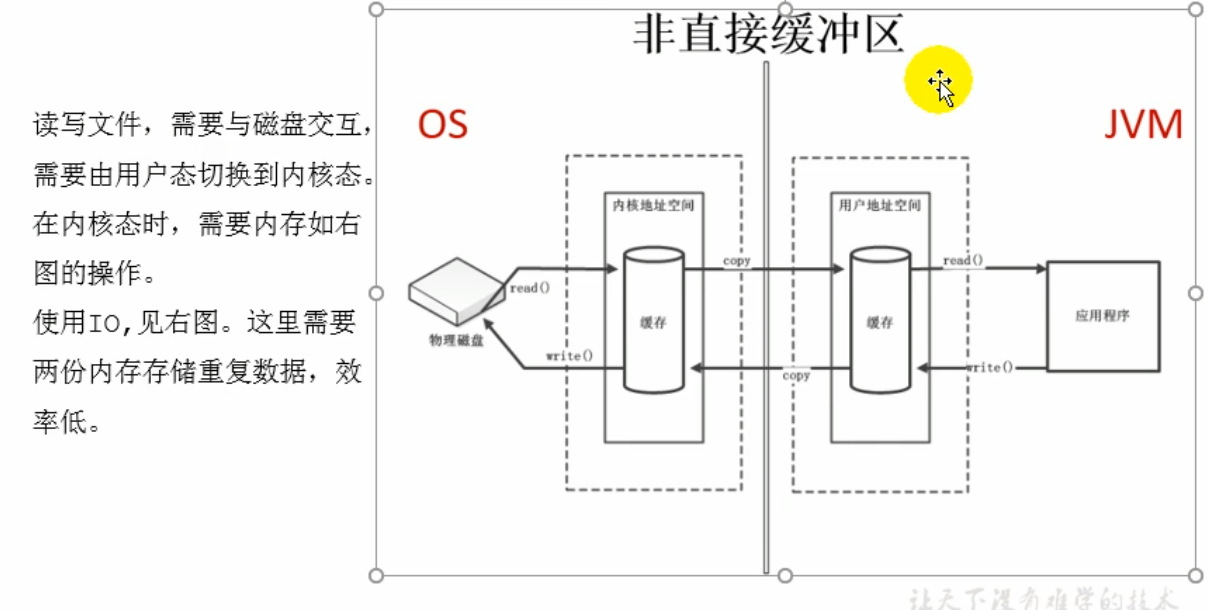 非直接缓冲区
OS
JVM
读写文件，需要与磁盘交互，
需要由用户态切换到内核态。
在内核态时，需要内存如右
图的操作。
使用IO,见右图。这里需要
两份内存存储重复数据，效
率低。
内核地址空间
用户地址空间
copy
read()
read()
缓存
缓存
应用程序
物理磁盘
write()
copy
write()
让天下没有难学的技术